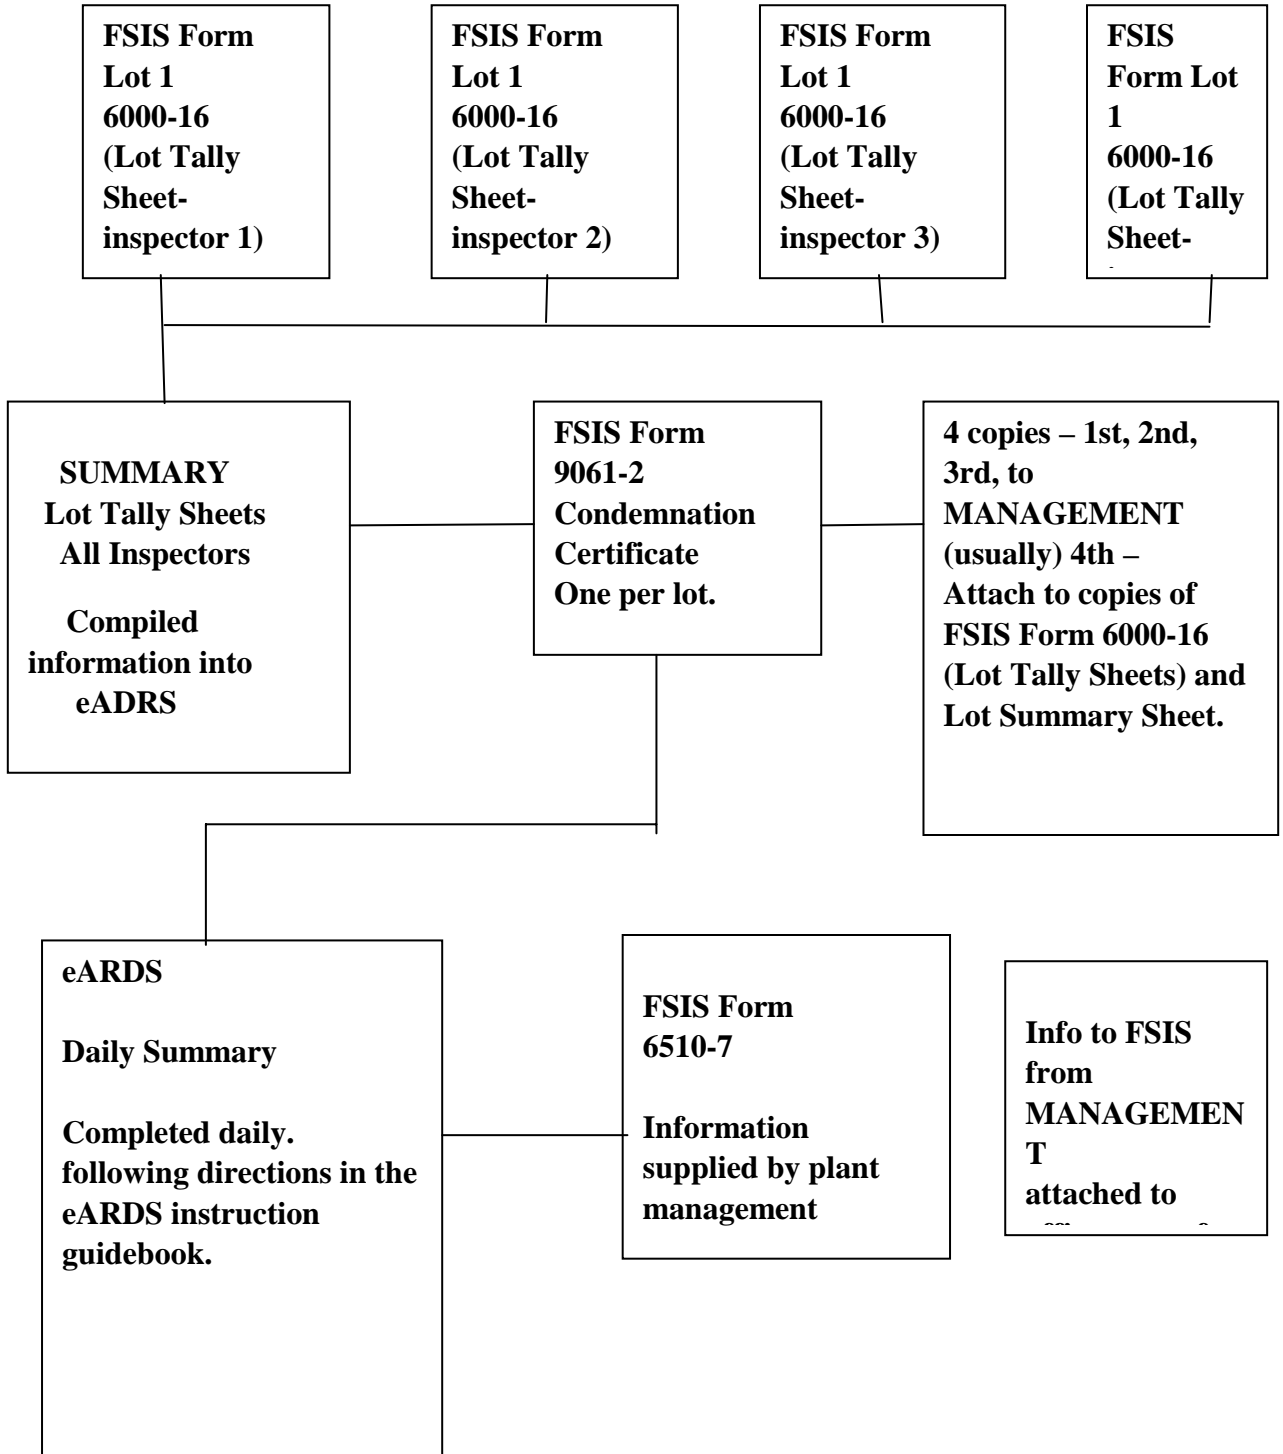 FSIS Form
Lot 1
6000-16
(Lot Tally
Sheet-
inspector 1)
FSIS Form
Lot 1
6000-16
(Lot Tally
Sheet-
inspector 2)
FSIS Form
Lot 1
6000-16
(Lot Tally
Sheet-
inspector 3)
FSIS
Form Lot
1
6000-16
(Lot Tally
Sheet-
SUMMARY
Lot Tally Sheets
All Inspectors
Compiled
information into
eADRS
FSIS Form
9061-2
Condemnation
Certificate
One per lot.
4 copies – 1st, 2nd,
3rd, to
MANAGEMENT
(usually) 4th –
Attach to copies of
FSIS Form 6000-16
(Lot Tally Sheets) and
Lot Summary Sheet.
eARDS
Daily Summary
Completed daily.
following directions in the
eARDS instruction
guidebook.
FSIS Form
6510-7
Information
supplied by plant
management
Info to FSIS
from
MANAGEMEN
T
attached to